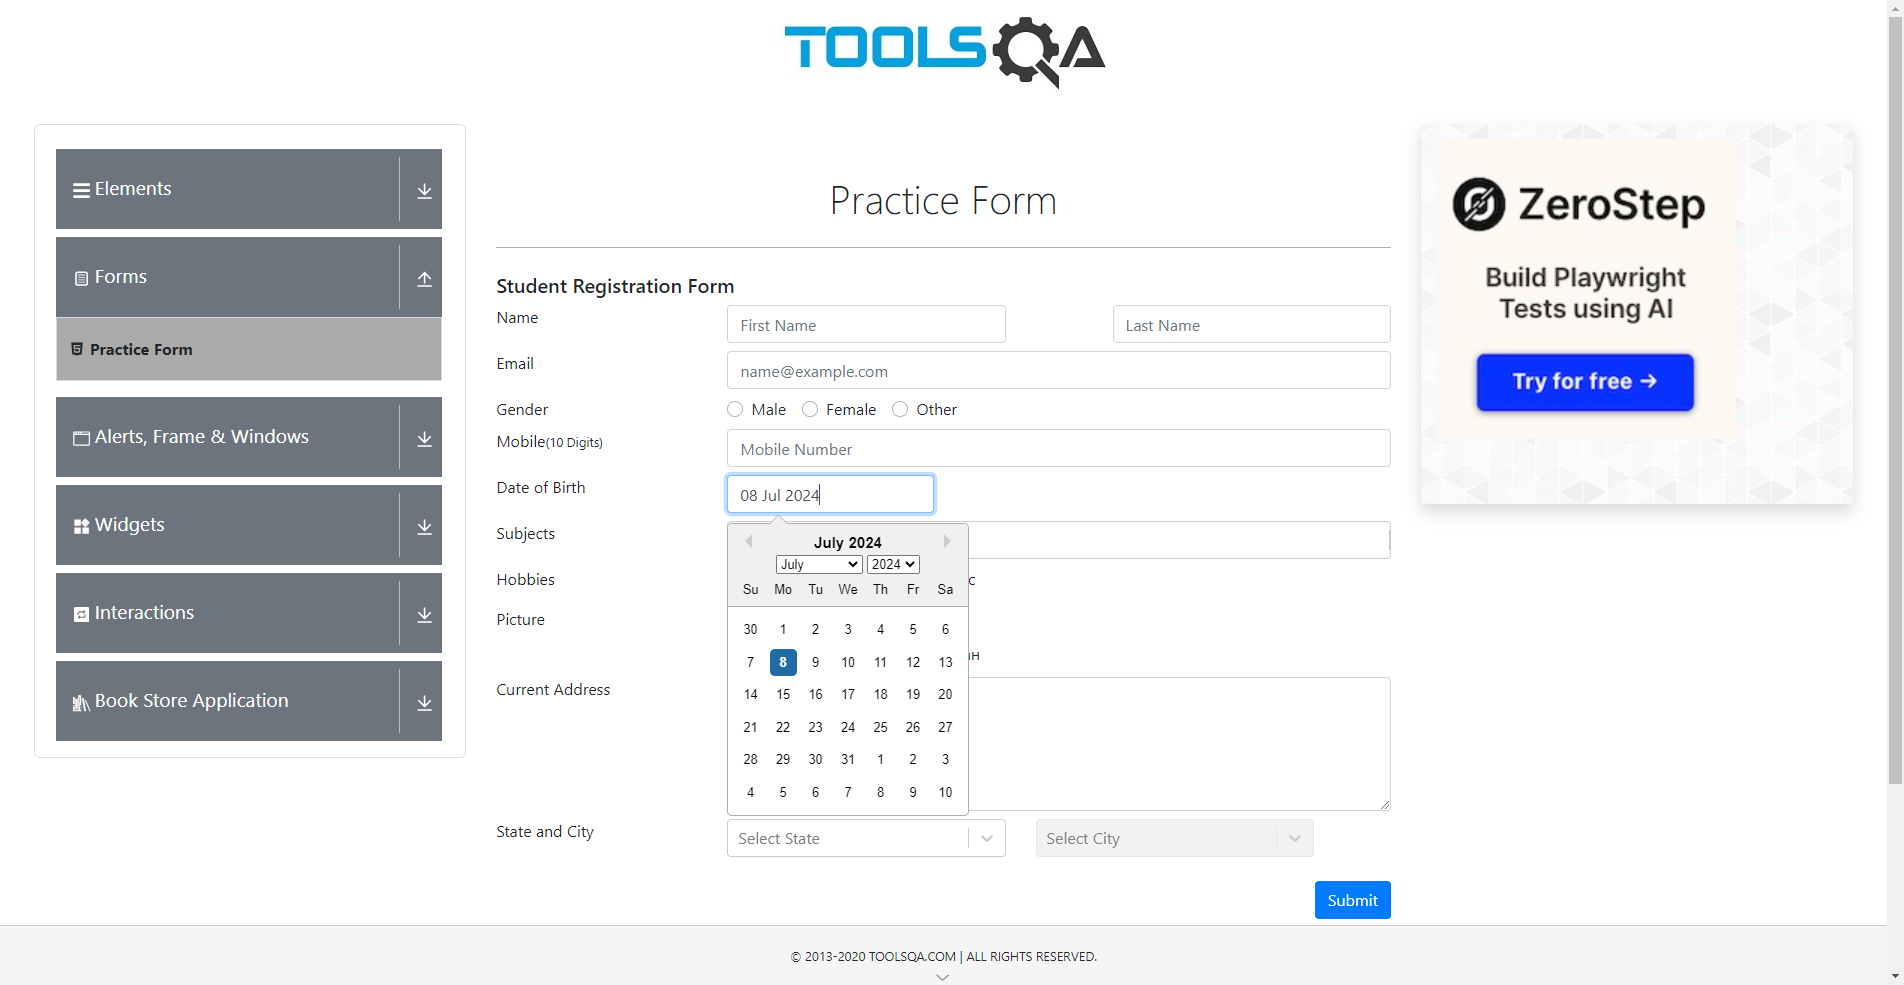 TOOLSQA
Elements
Forms
Practice Form
Alerts, Frame & Windows
Widgets
Interactions
Book Store Application
Practice Form
Student Registration Form
Name
First Name
Last Name
Email
name@example.com
Gender
Male
Female
Other
Mobile(10 Digits)
Mobile Number
Date of Birth
08 Jul 2024
July 2024
July
2024
Su Mo Tu We Th Fr Sa
30 1 2 3 4 5 6
7 8 9 10 11 12 13
14 15 16 17 18 19 20
21 22 23 24 25 26 27
28 29 30 31 1 2 3
4 5 6 7 8 9 10
Subjects
Hobbies
Picture
Current Address
State and City
Select State
Select City
Submit
ZeroStep
Build Playwright
Tests using AI
Try for free →
© 2013-2020 TOOLSQA.COM | ALL RIGHTS RESERVED.